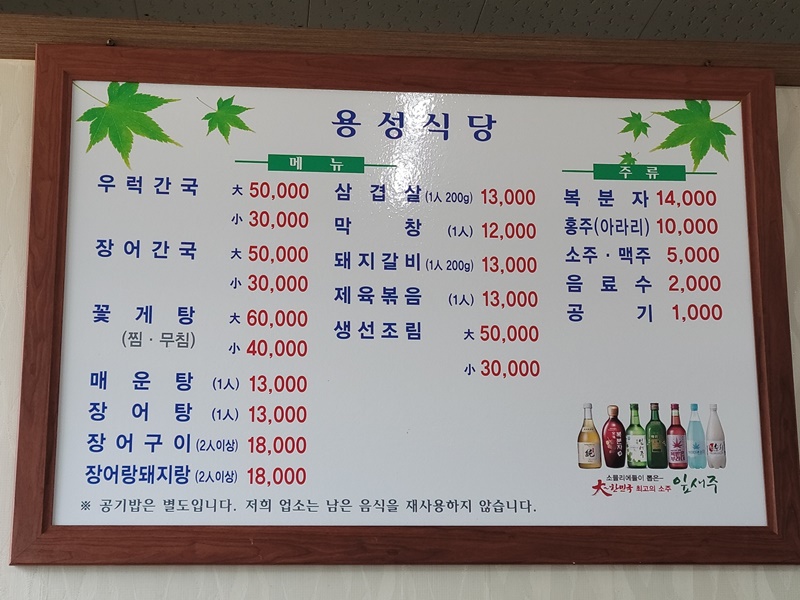 용성식당
메 뉴
우럭간국 大 50,000
小 30,000
장어간국 大 50,000
小 30,000
꽃게탕 大 60,000
(찜·무침) 小 40,000
매운탕 (1人) 13,000
장어탕 (1人) 13,000
장어구이 (2人이상) 18,000
장어랑돼지랑 (2人이상) 18,000
삼겹살 (1人 200g) 13,000
막창 (1人) 12,000
돼지갈비 (1人 200g) 13,000
제육볶음 (1人) 13,000
생선조림 大 50,000
小 30,000
주 류
복분자 14,000
홍주(아라리) 10,000
소주·맥주 5,000
음료수 2,000
공기 1,000
소믈리에들이 뽑은~
大한민국 최고의 소주 잎새주
※ 공기밥은 별도입니다. 저희 업소는 남은 음식을 재사용하지 않습니다.